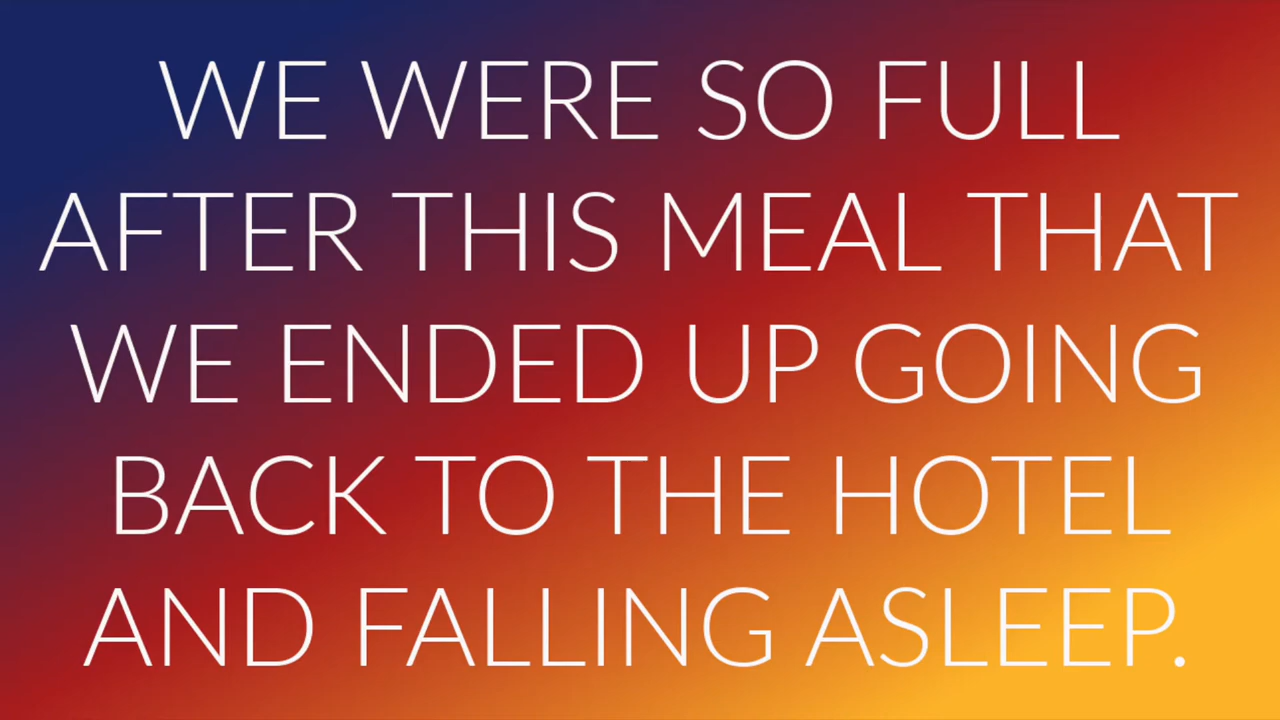 WE WERE SO FULL
AFTER THIS MEAL THAT
WE ENDED UP GOING
BACK TO THE HOTEL
AND FALLING ASLEEP.